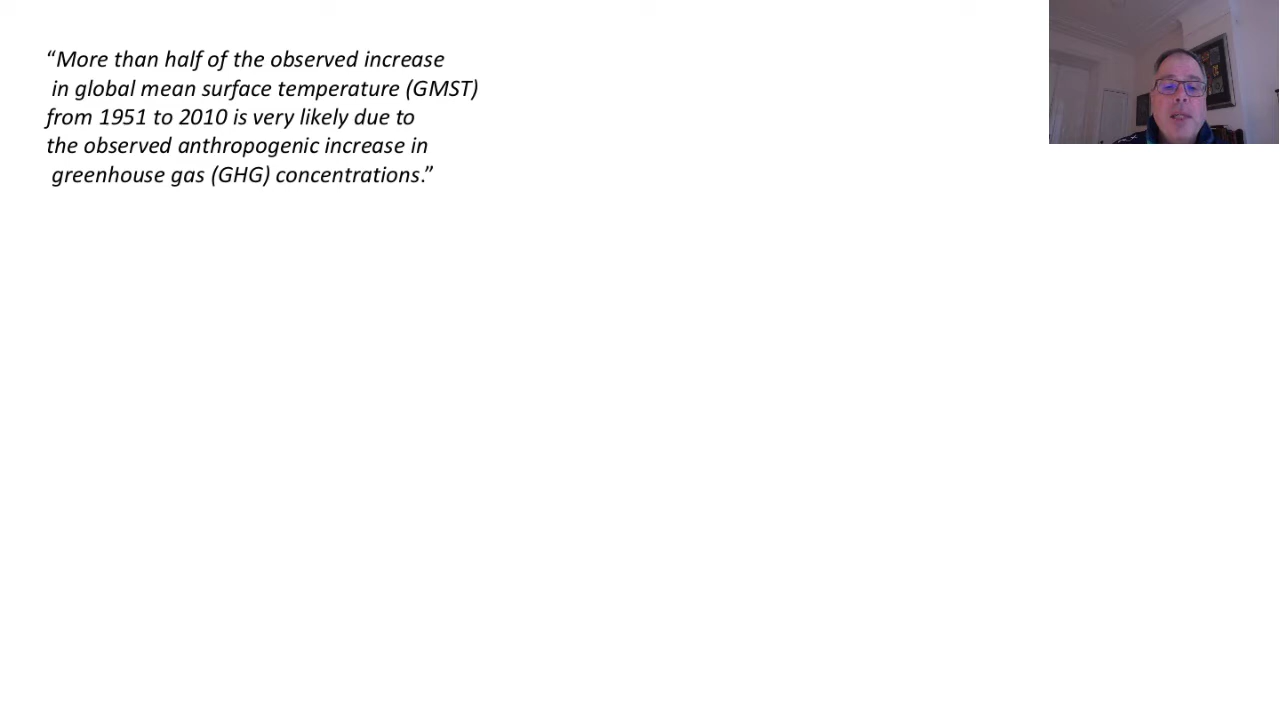 “More than half of the observed increase
in global mean surface temperature (GMST)
from 1951 to 2010 is very likely due to
the observed anthropogenic increase in
greenhouse gas (GHG) concentrations.”